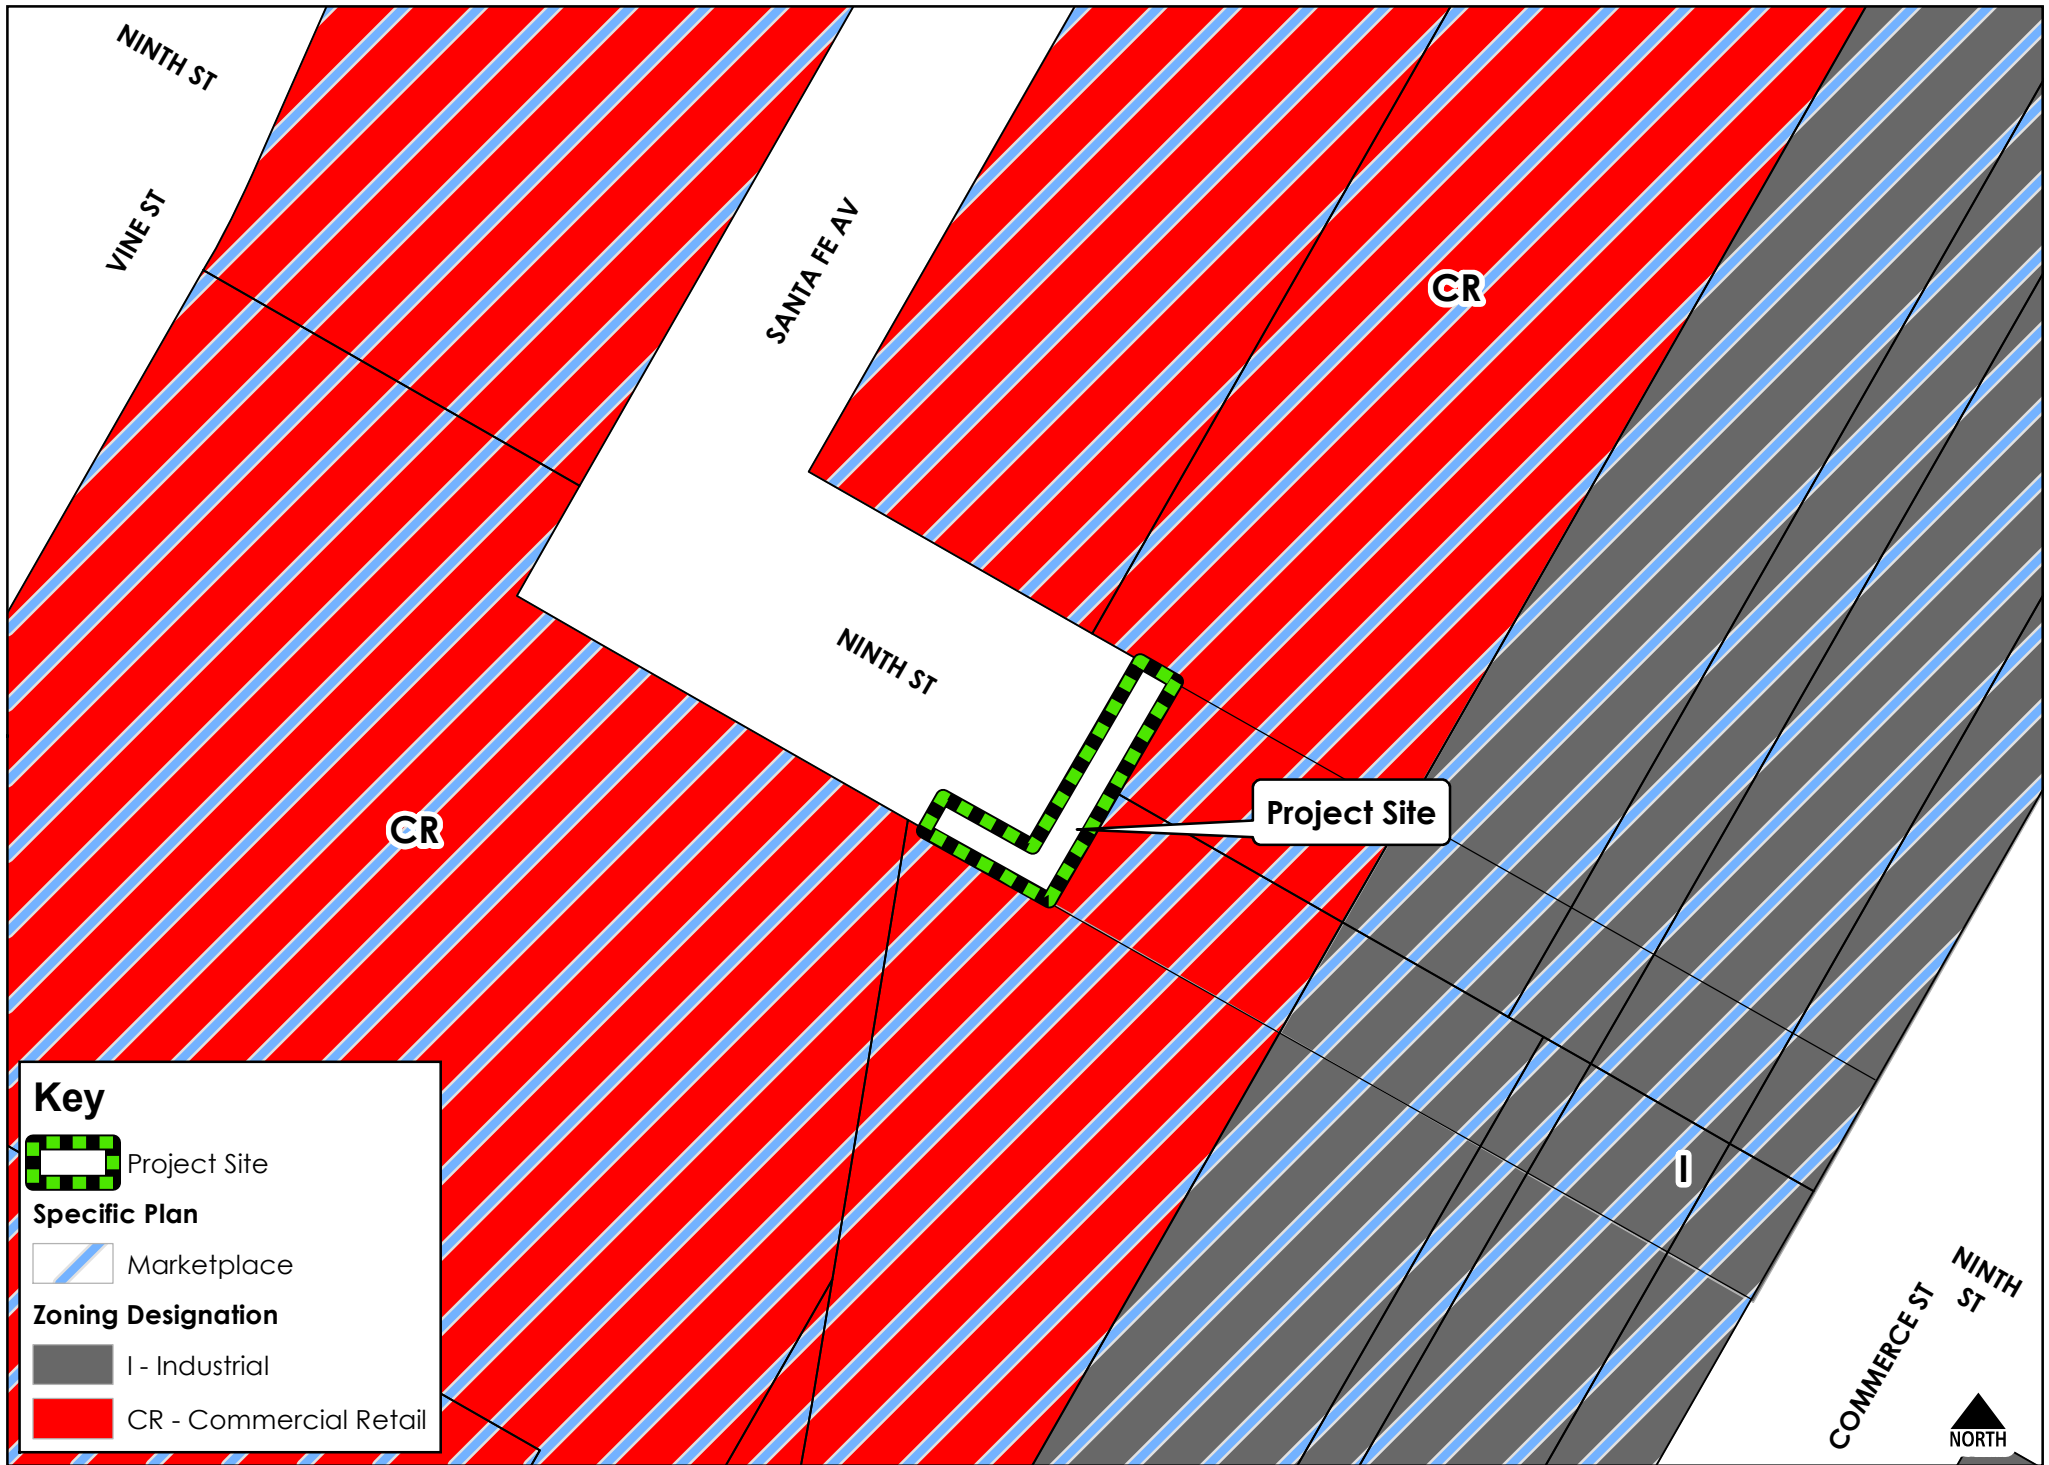 NINTH ST
VINE ST
SANTA FE AV
CR
NINTH ST
Project Site
CR
Key
Project Site
Specific Plan
Marketplace
Zoning Designation
I - Industrial
CR - Commercial Retail
I
NINTH
ST
COMMERCE ST
NORTH